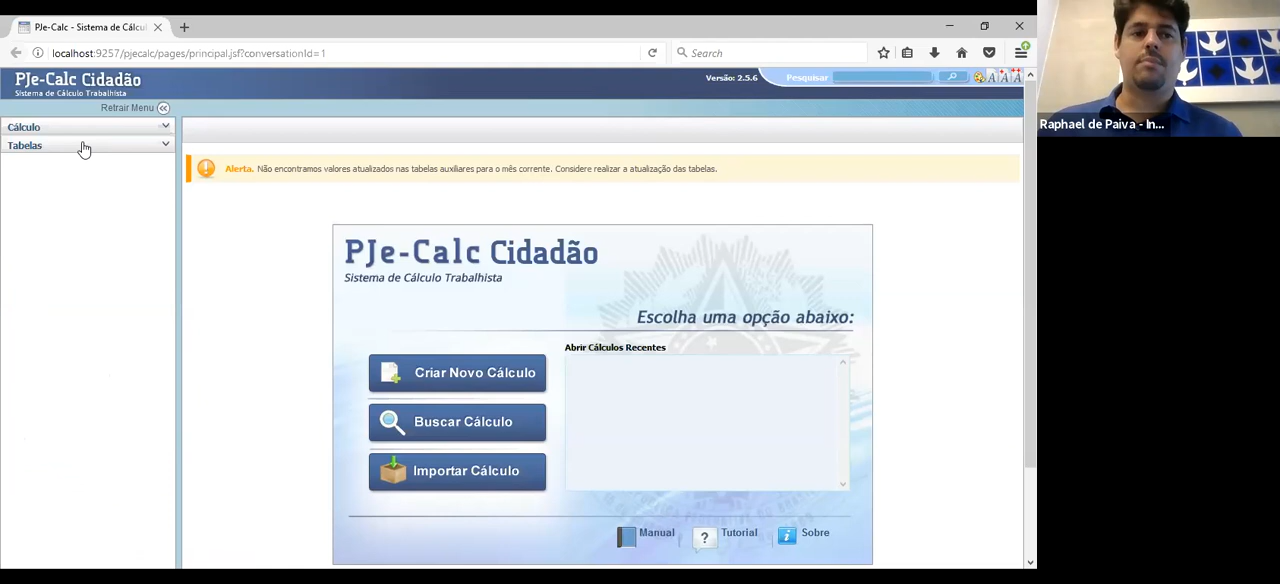 PJe-Calc - Sistema de Cálcu
localhost:9257/pjecalc/pages/principal.jsf?conversationId=1
Search
PJe-Calc Cidadão
Sistema de Cálculo Trabalhista
Versão: 2.5.6
Pesquisar
A A A
Retrair Menu
Cálculo
Tabelas
Alerta. Não encontramos valores atualizados nas tabelas auxiliares para o mês corrente. Considere realizar a atualização das tabelas.
PJe-Calc Cidadão
Sistema de Cálculo Trabalhista
Escolha uma opção abaixo:
Abrir Cálculos Recentes
Criar Novo Cálculo
Buscar Cálculo
Importar Cálculo
Manual
Tutorial
Sobre
Raphael de Paiva - In...